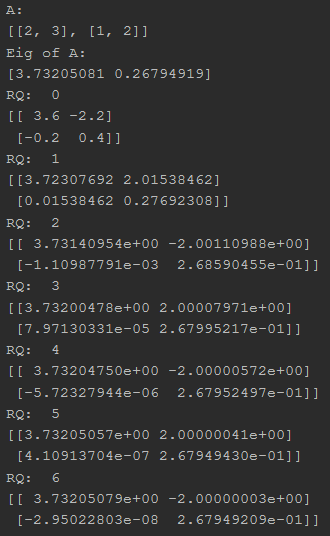 A:
[[2, 3], [1, 2]]
Eig of A:
[3.73205081 0.26794919]
RQ:  0
[[ 3.6 -2.2]
 [-0.2  0.4]]
RQ:  1
[[3.72307692 2.01538462]
 [0.01538462 0.27692308]]
RQ:  2
[[ 3.73140954e+00 -2.00110988e+00]
 [-1.10987791e-03  2.68590455e-01]]
RQ:  3
[[3.73200478e+00 2.00007971e+00]
 [7.97130331e-05 2.67995217e-01]]
RQ:  4
[[ 3.73204750e+00 -2.00000572e+00]
 [-5.72327944e-06  2.67952497e-01]]
RQ:  5
[[3.73205057e+00 2.00000041e+00]
 [4.10913704e-07 2.67949430e-01]]
RQ:  6
[[ 3.73205079e+00 -2.00000003e+00]
 [-2.95022803e-08  2.67949209e-01]]